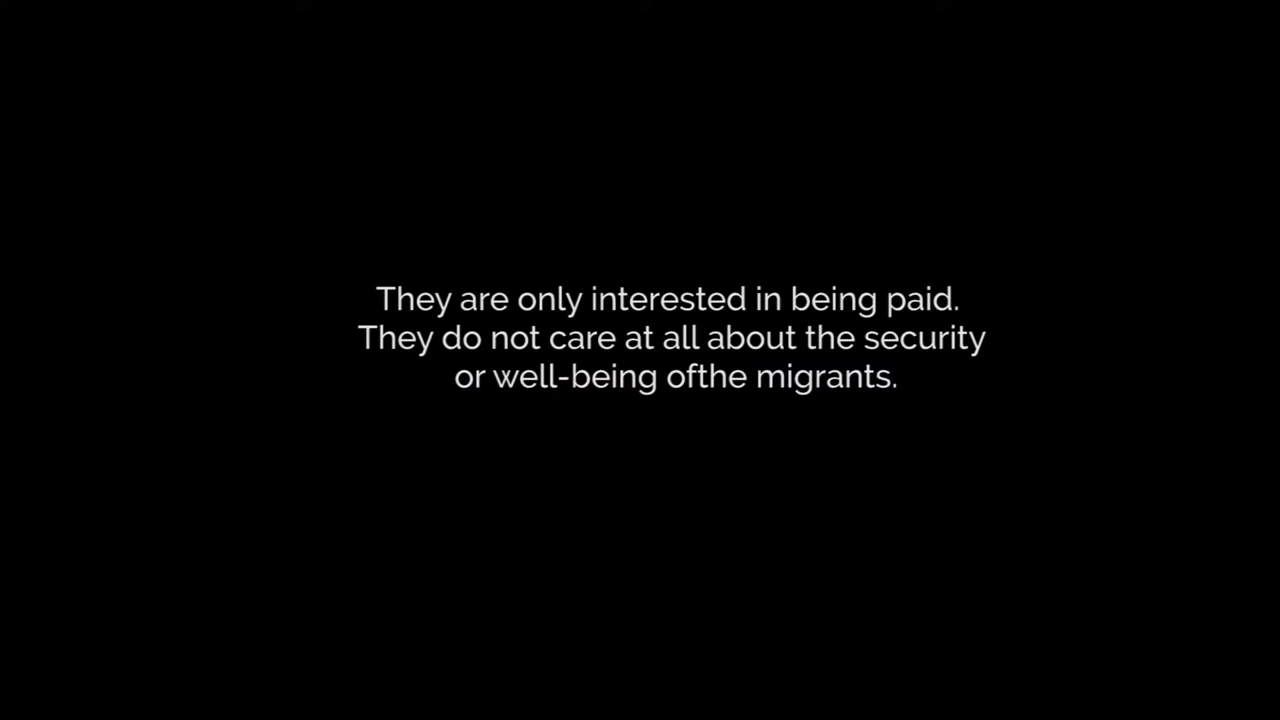 They are only interested in being paid.
They do not care at all about the security
or well-being ofthe migrants.